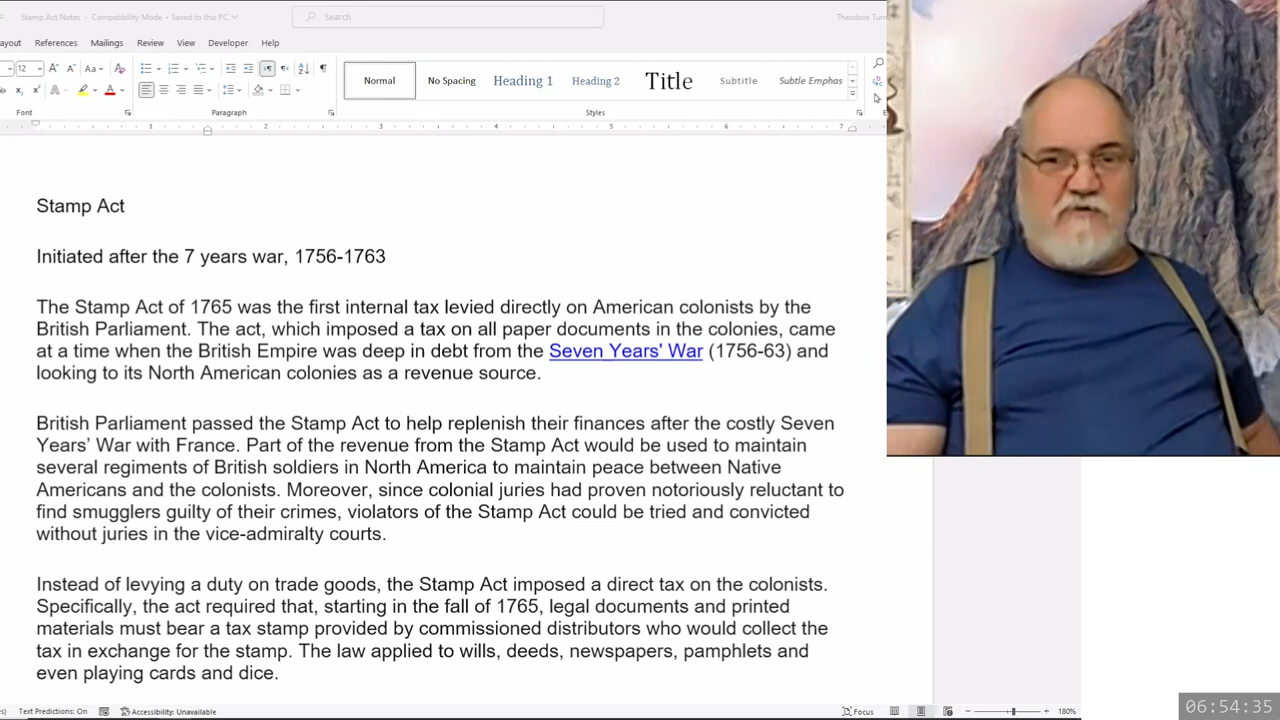 Stamp Act Notes - Compatibility Mode • Saved to this PC
Search
Theodore
References Mailings Review View Developer Help
12 Aa
Normal No Spacing Heading 1 Heading 2 Title Subtitle Subtle Emphas
Font Paragraph Styles
1 2 3 4 5 6 7
Stamp Act
Initiated after the 7 years war, 1756-1763
The Stamp Act of 1765 was the first internal tax levied directly on American colonists by the
British Parliament. The act, which imposed a tax on all paper documents in the colonies, came
at a time when the British Empire was deep in debt from the Seven Years' War (1756-63) and
looking to its North American colonies as a revenue source.
British Parliament passed the Stamp Act to help replenish their finances after the costly Seven
Years' War with France. Part of the revenue from the Stamp Act would be used to maintain
several regiments of British soldiers in North America to maintain peace between Native
Americans and the colonists. Moreover, since colonial juries had proven notoriously reluctant to
find smugglers guilty of their crimes, violators of the Stamp Act could be tried and convicted
without juries in the vice-admiralty courts.
Instead of levying a duty on trade goods, the Stamp Act imposed a direct tax on the colonists.
Specifically, the act required that, starting in the fall of 1765, legal documents and printed
materials must bear a tax stamp provided by commissioned distributors who would collect the
tax in exchange for the stamp. The law applied to wills, deeds, newspapers, pamphlets and
even playing cards and dice.
Text Predictions: On Accessibility: Unavailable Focus 180%
06:54:35